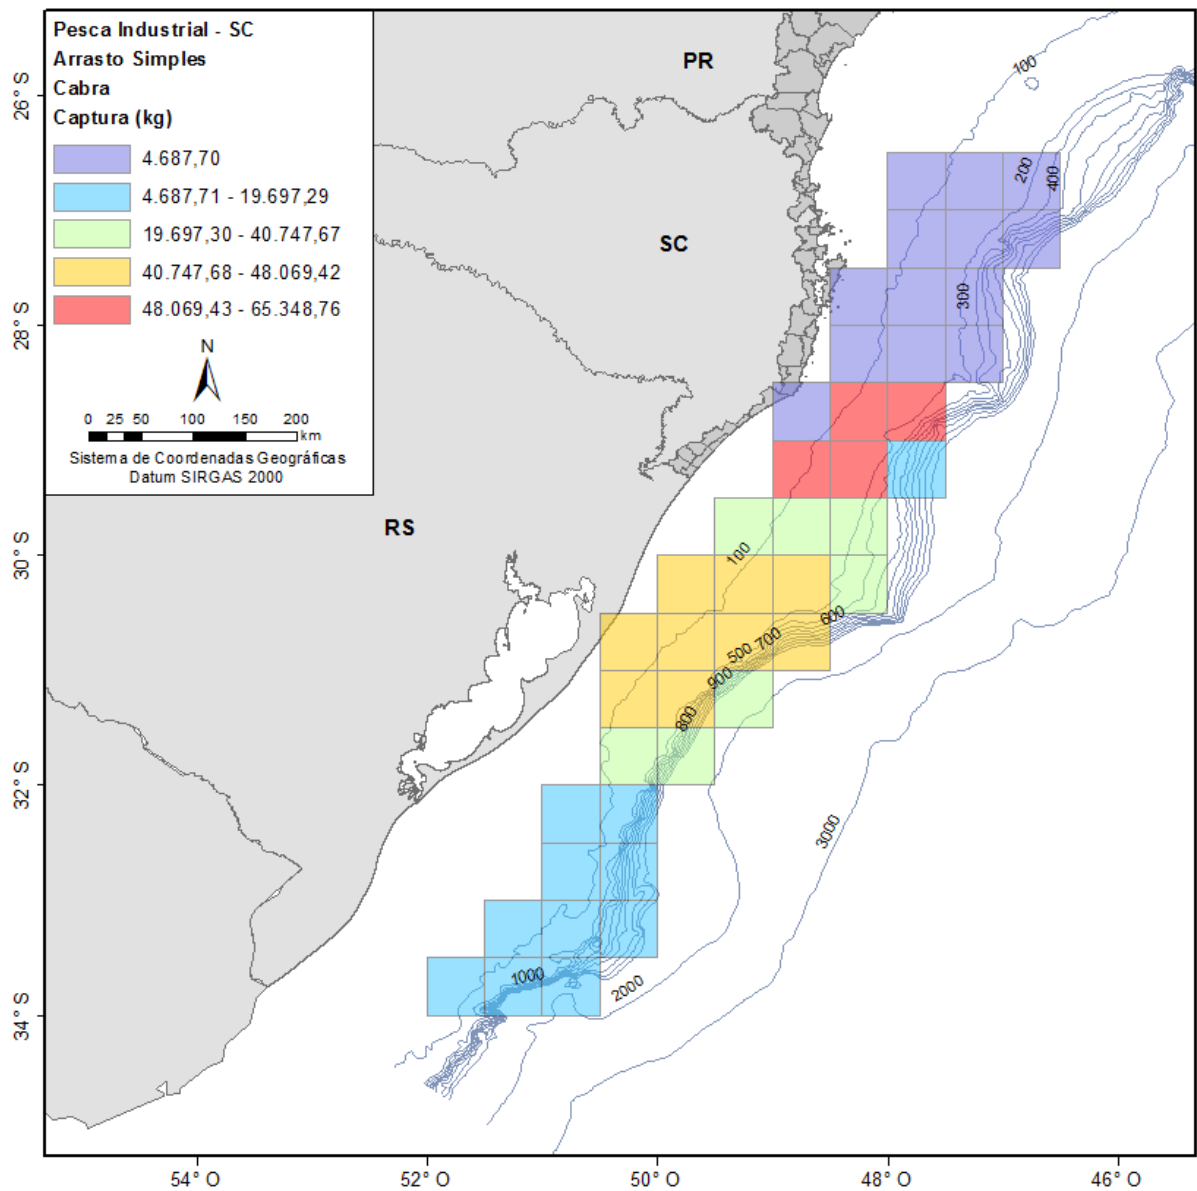 Pesca Industrial - SC
Arrasto Simples
Cabra
Captura (kg)
4.687,70
4.687,71 - 19.697,29
19.697,30 - 40.747,67
40.747,68 - 48.069,42
48.069,43 - 65.348,76
N
0 25 50 100 150 200
km
Sistema de Coordenadas Geográficas
Datum SIRGAS 2000
PR
SC
RS
100
200
400
300
100
600
700
500
900
800
1000
2000
3000
26° S
28° S
30° S
32° S
34° S
54° O
52° O
50° O
48° O
46° O